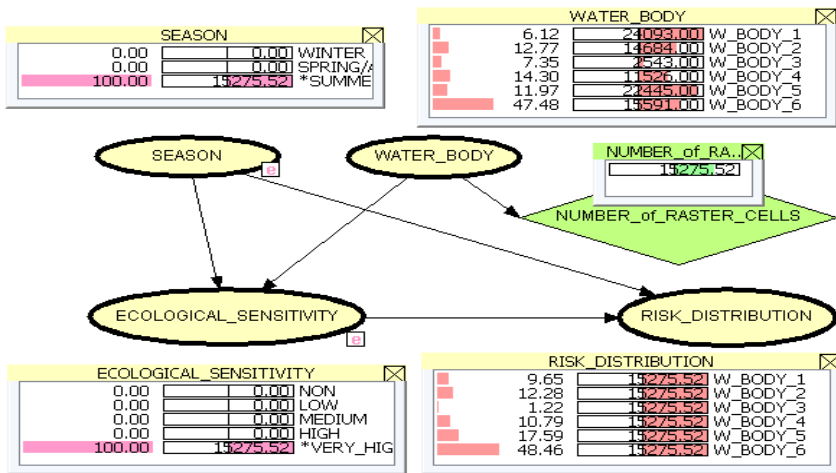 SEASON
0.00 0.00 WINTER
0.00 0.00 SPRING/A
100.00 15275.52 *SUMME
WATER_BODY
6.12 24093.00 W_BODY_1
12.77 14684.00 W_BODY_2
7.35 2543.00 W_BODY_3
14.30 11526.00 W_BODY_4
11.97 22445.00 W_BODY_5
47.48 15591.00 W_BODY_6
SEASON
e
WATER_BODY
NUMBER_of_RA..
15275.52
NUMBER_of_RASTER_CELLS
ECOLOGICAL_SENSITIVITY
e
RISK_DISTRIBUTION
ECOLOGICAL_SENSITIVITY
0.00 0.00 NON
0.00 0.00 LOW
0.00 0.00 MEDIUM
0.00 0.00 HIGH
100.00 15275.52 *VERY_HIG
RISK_DISTRIBUTION
9.65 15275.52 W_BODY_1
12.28 15275.52 W_BODY_2
1.22 15275.52 W_BODY_3
10.79 15275.52 W_BODY_4
17.59 15275.52 W_BODY_5
48.46 15275.52 W_BODY_6